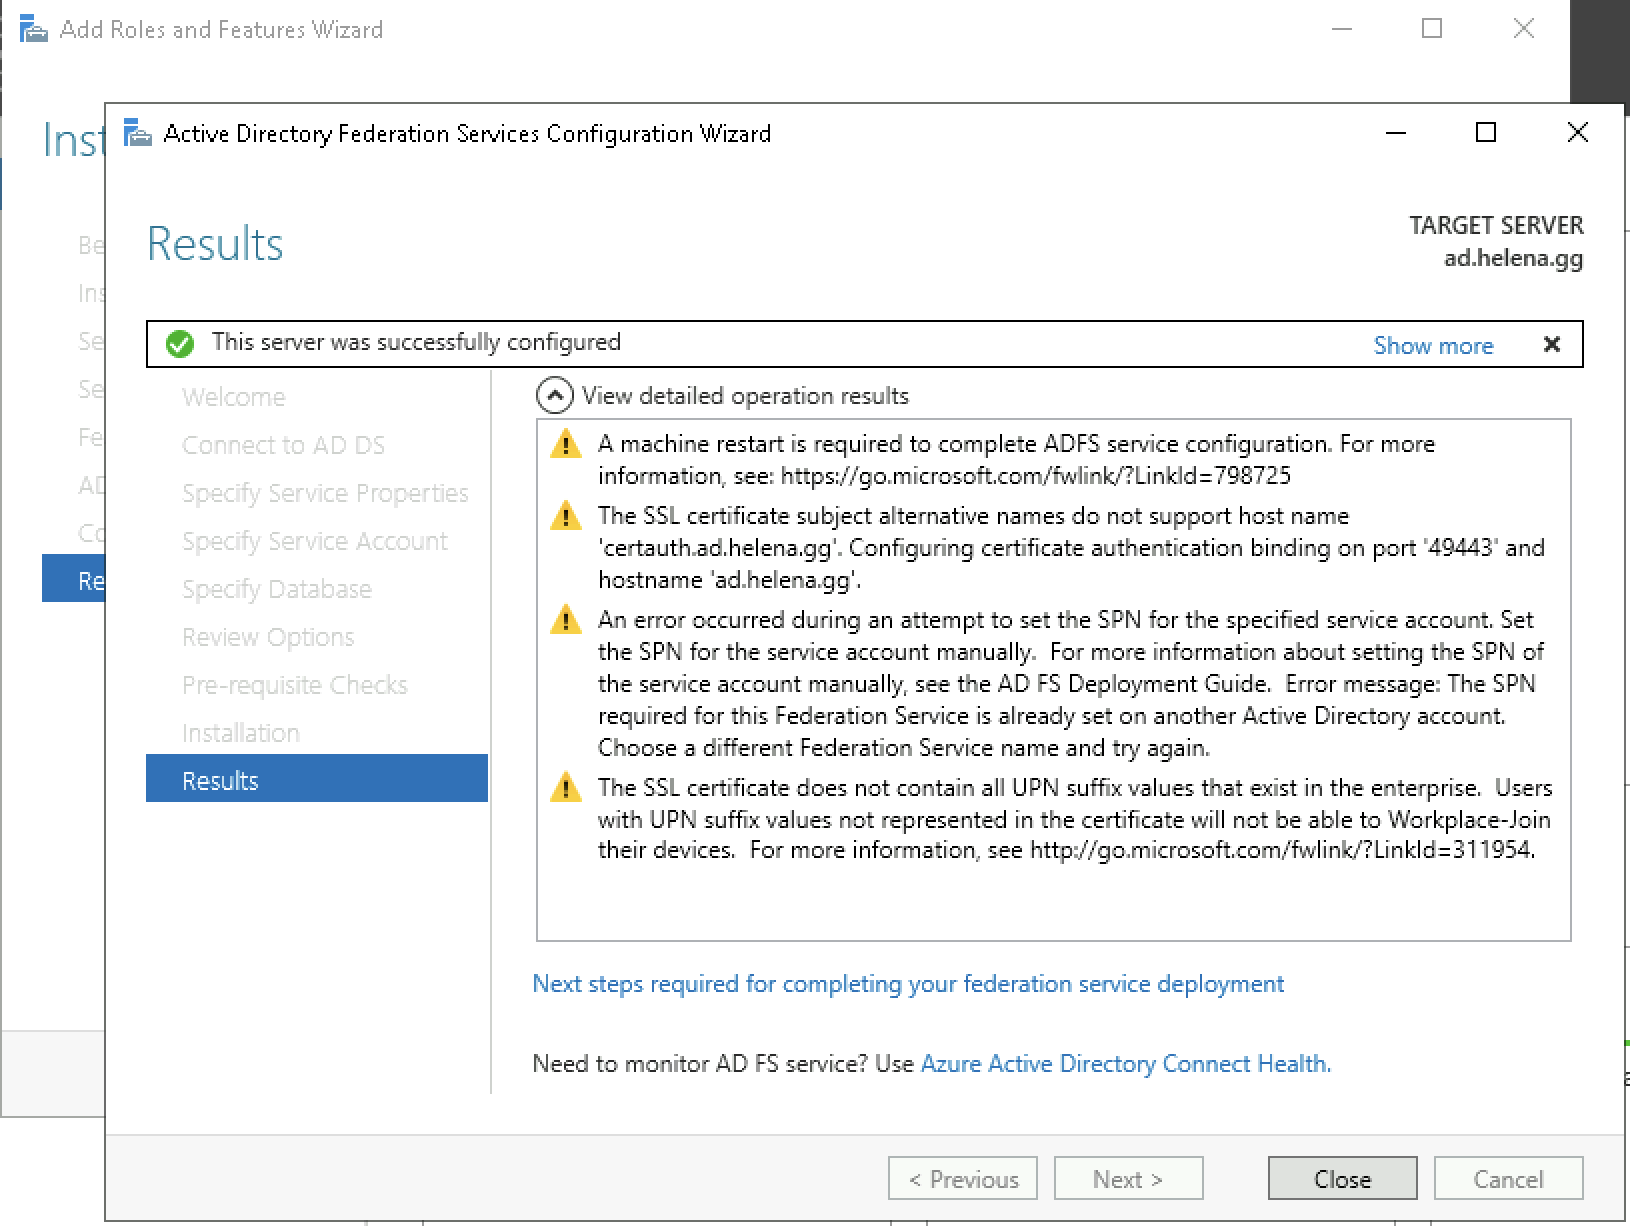 Add Roles and Features Wizard
Inst
Active Directory Federation Services Configuration Wizard
Results
TARGET SERVER
ad.helena.gg
This server was successfully configured
Show more
Be
Ins
Se
Se
Fe
AD
Co
Re
Welcome
Connect to AD DS
Specify Service Properties
Specify Service Account
Specify Database
Review Options
Pre-requisite Checks
Installation
Results
View detailed operation results
A machine restart is required to complete ADFS service configuration. For more
information, see: https://go.microsoft.com/fwlink/?LinkId=798725
The SSL certificate subject alternative names do not support host name
'certauth.ad.helena.gg'. Configuring certificate authentication binding on port '49443' and
hostname 'ad.helena.gg'.
An error occurred during an attempt to set the SPN for the specified service account. Set
the SPN for the service account manually.  For more information about setting the SPN of
the service account manually, see the AD FS Deployment Guide.  Error message: The SPN
required for this Federation Service is already set on another Active Directory account.
Choose a different Federation Service name and try again.
The SSL certificate does not contain all UPN suffix values that exist in the enterprise.  Users
with UPN suffix values not represented in the certificate will not be able to Workplace-Join
their devices.  For more information, see http://go.microsoft.com/fwlink/?LinkId=311954.
Next steps required for completing your federation service deployment
Need to monitor AD FS service? Use Azure Active Directory Connect Health.
< Previous
Next >
Close
Cancel